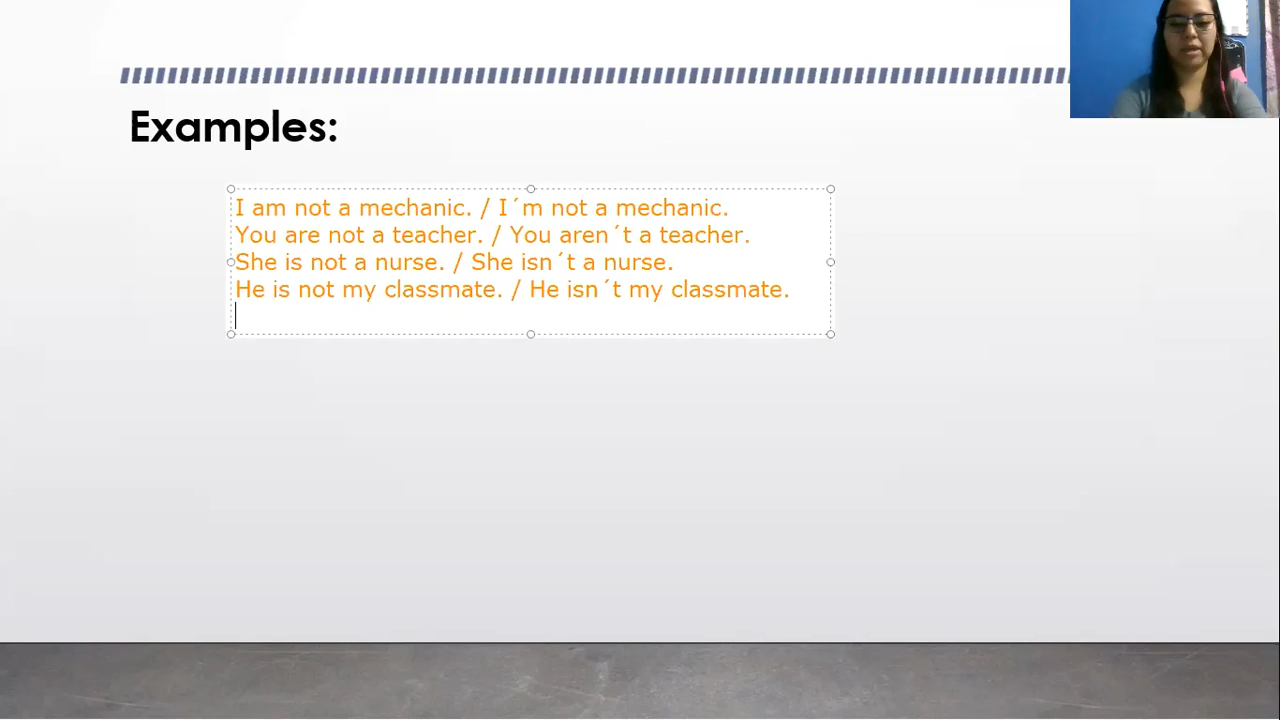 Examples:
I am not a mechanic. / I´m not a mechanic.
You are not a teacher. / You aren´t a teacher.
She is not a nurse. / She isn´t a nurse.
He is not my classmate. / He isn´t my classmate.